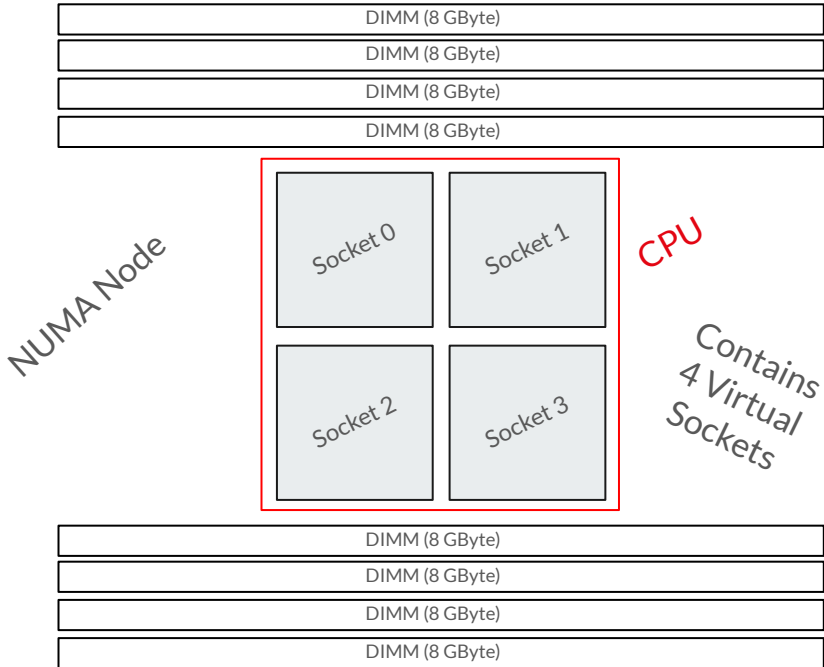 DIMM (8 GByte)
DIMM (8 GByte)
DIMM (8 GByte)
DIMM (8 GByte)
NUMA Node
Socket 0
Socket 1
CPU
Socket 2
Socket 3
Contains
4 Virtual
Sockets
DIMM (8 GByte)
DIMM (8 GByte)
DIMM (8 GByte)
DIMM (8 GByte)